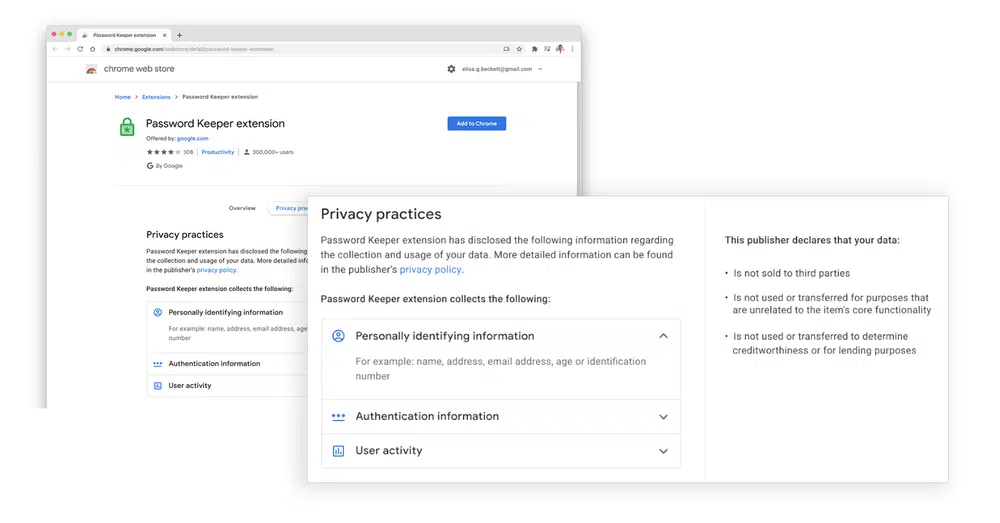 Password Keeper extension
chrome.google.com/webstore/detail/password-keeper-extension
chrome web store
elisa.g.beckett@gmail.com
Home > Extensions > Password Keeper extension
Password Keeper extension
Add to Chrome
Offered by: google.com
308 | Productivity | 300,000+ users
By Google
Overview
Privacy pra
Privacy practices
Password Keeper extension has disclosed the following
the collection and usage of your data. More detailed info
in the publisher's privacy policy.
Password Keeper extension collects the following:
Personally identifying information
For example: name, address, email address, age
number
Authentication information
User activity
Privacy practices
Password Keeper extension has disclosed the following information regarding
the collection and usage of your data. More detailed information can be found
in the publisher's privacy policy.
Password Keeper extension collects the following:
Personally identifying information
For example: name, address, email address, age or identification
number
Authentication information
User activity
This publisher declares that your data:
• Is not sold to third parties
• Is not used or transferred for purposes that
are unrelated to the item's core functionality
• Is not used or transferred to determine
creditworthiness or for lending purposes